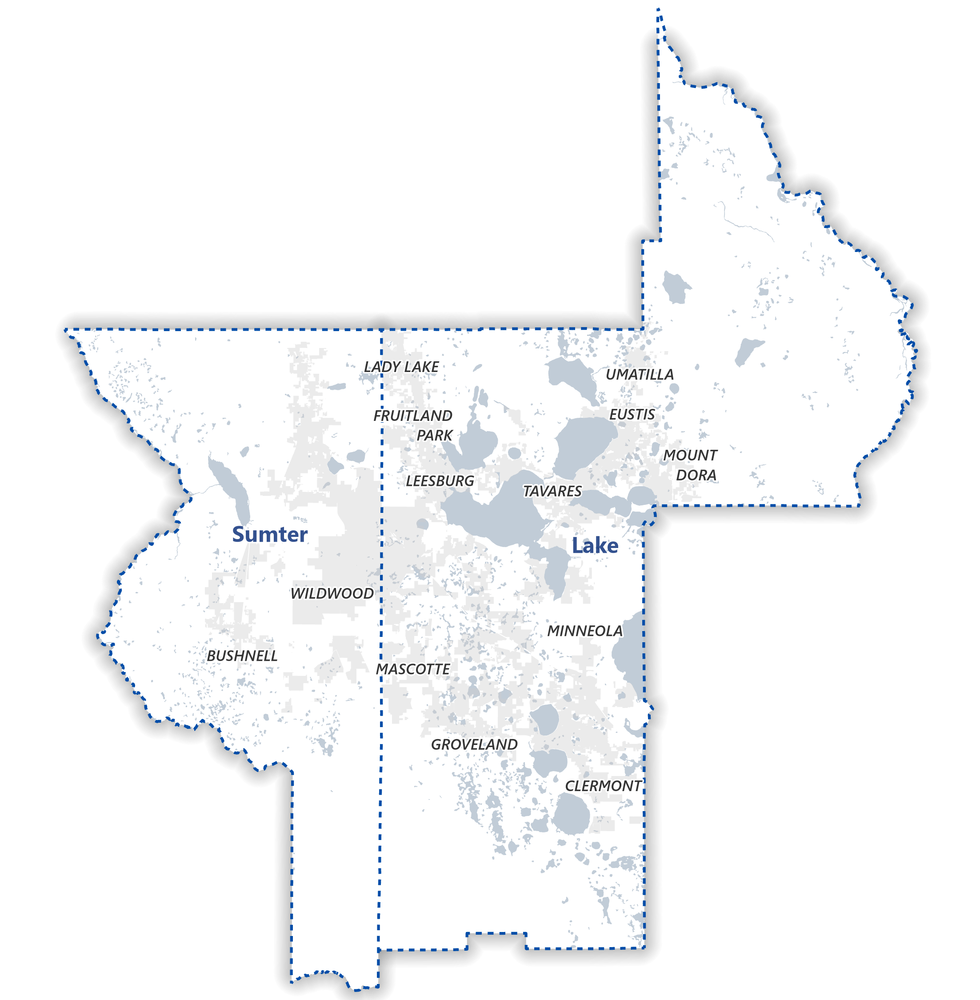 LADY LAKE
UMATILLA
FRUITLAND
PARK
EUSTIS
MOUNT
DORA
LEESBURG
TAVARES
Sumter
Lake
WILDWOOD
MINNEOLA
BUSHNELL
MASCOTTE
GROVELAND
CLERMONT